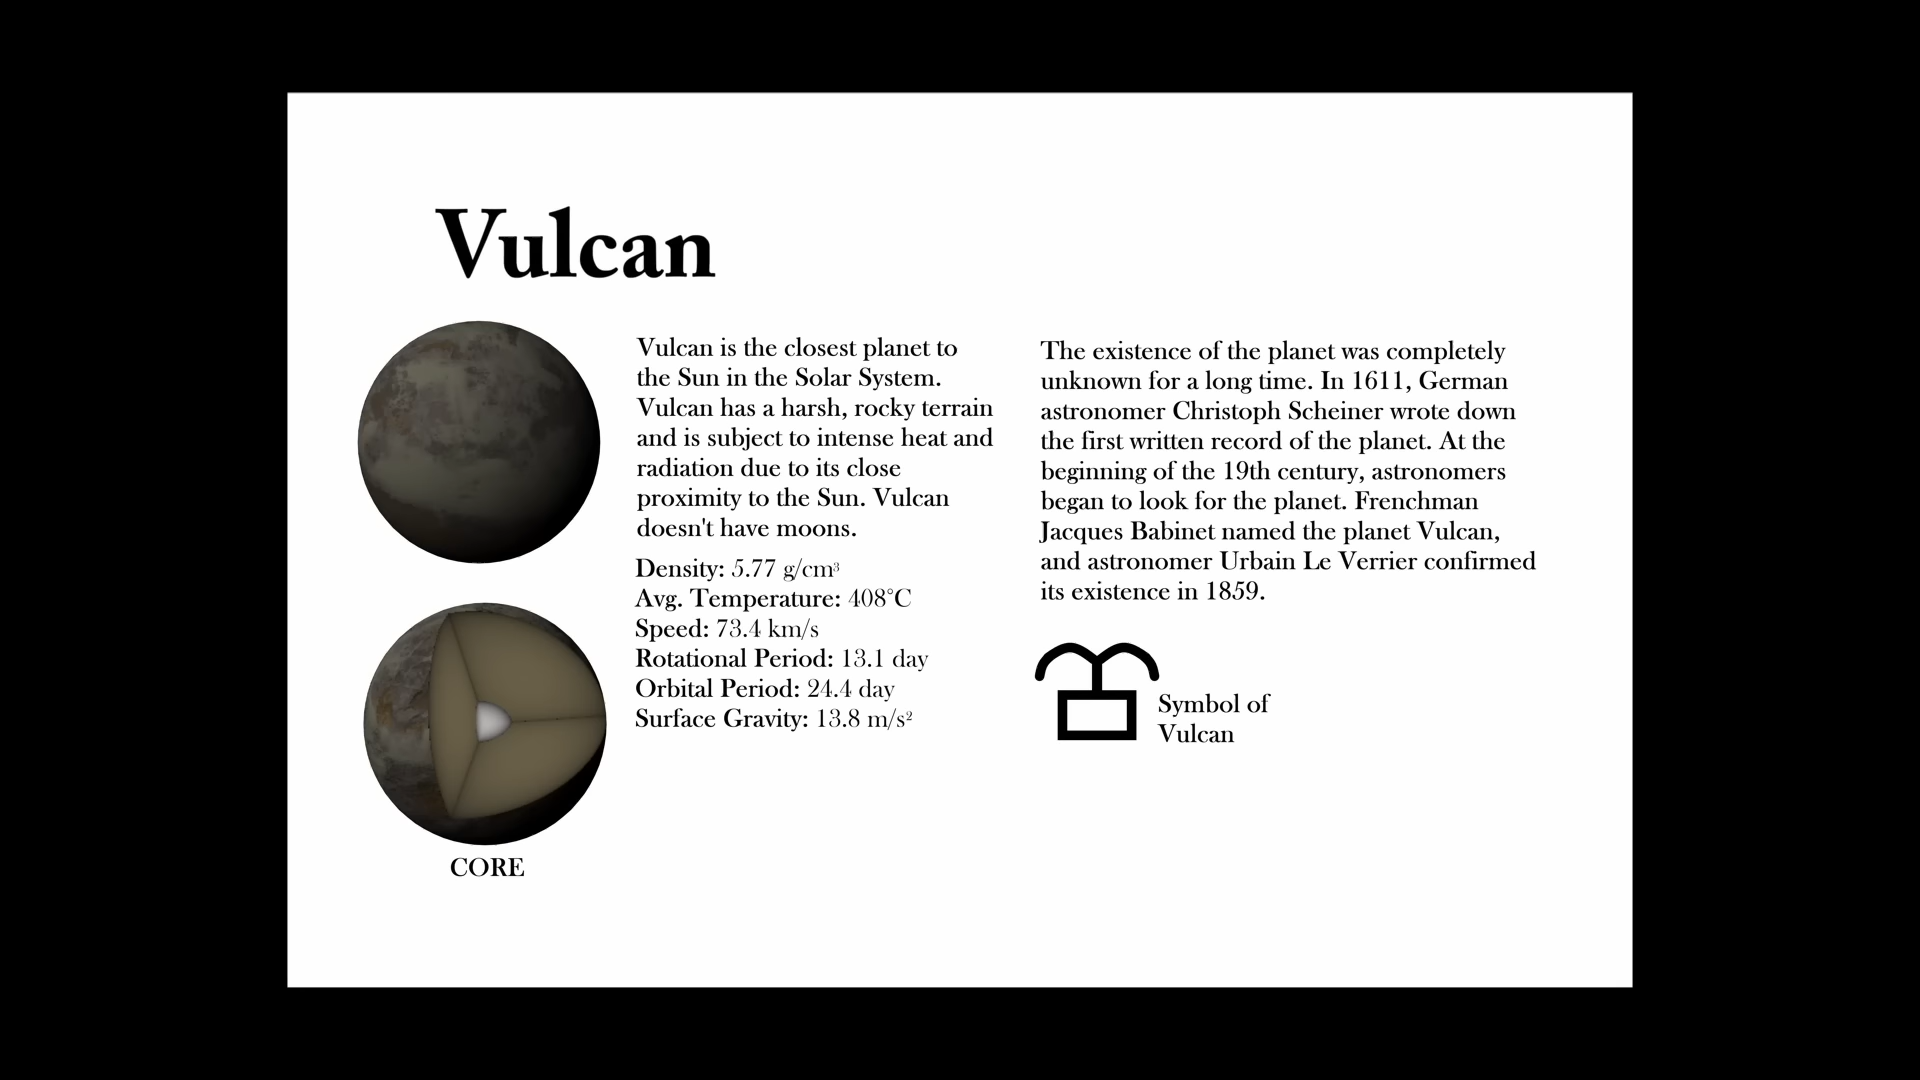 Vulcan
Vulcan is the closest planet to
the Sun in the Solar System.
Vulcan has a harsh, rocky terrain
and is subject to intense heat and
radiation due to its close
proximity to the Sun. Vulcan
doesn't have moons.
Density: 5.77 g/cm³
Avg. Temperature: 408°C
Speed: 73.4 km/s
Rotational Period: 13.1 day
Orbital Period: 24.4 day
Surface Gravity: 13.8 m/s²
CORE
The existence of the planet was completely
unknown for a long time. In 1611, German
astronomer Christoph Scheiner wrote down
the first written record of the planet. At the
beginning of the 19th century, astronomers
began to look for the planet. Frenchman
Jacques Babinet named the planet Vulcan,
and astronomer Urbain Le Verrier confirmed
its existence in 1859.
Symbol of
Vulcan